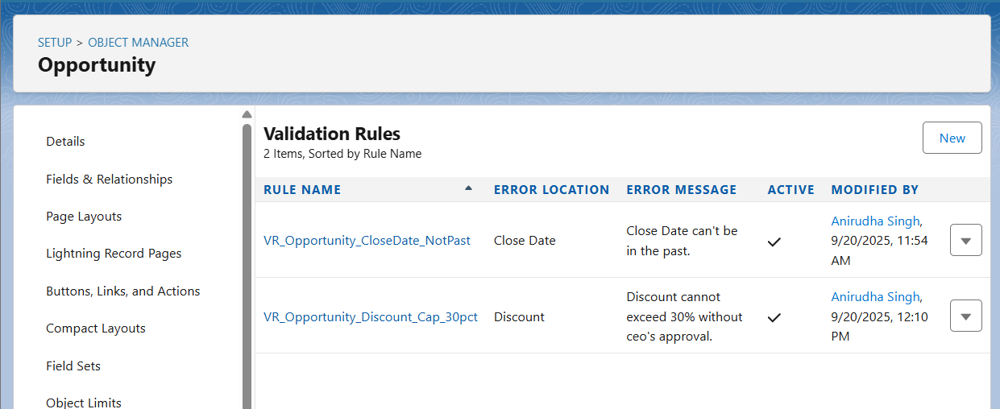 SETUP > OBJECT MANAGER
Opportunity
Details
Fields & Relationships
Page Layouts
Lightning Record Pages
Buttons, Links, and Actions
Compact Layouts
Field Sets
Object Limits
Validation Rules
2 Items, Sorted by Rule Name
New
RULE NAME ERROR LOCATION ERROR MESSAGE ACTIVE MODIFIED BY
VR_Opportunity_CloseDate_NotPast
Close Date
Close Date can't be
in the past.
Anirudha Singh,
9/20/2025, 11:54
AM
VR_Opportunity_Discount_Cap_30pct
Discount
Discount cannot
exceed 30% without
ceo's approval.
Anirudha Singh,
9/20/2025, 12:10
PM